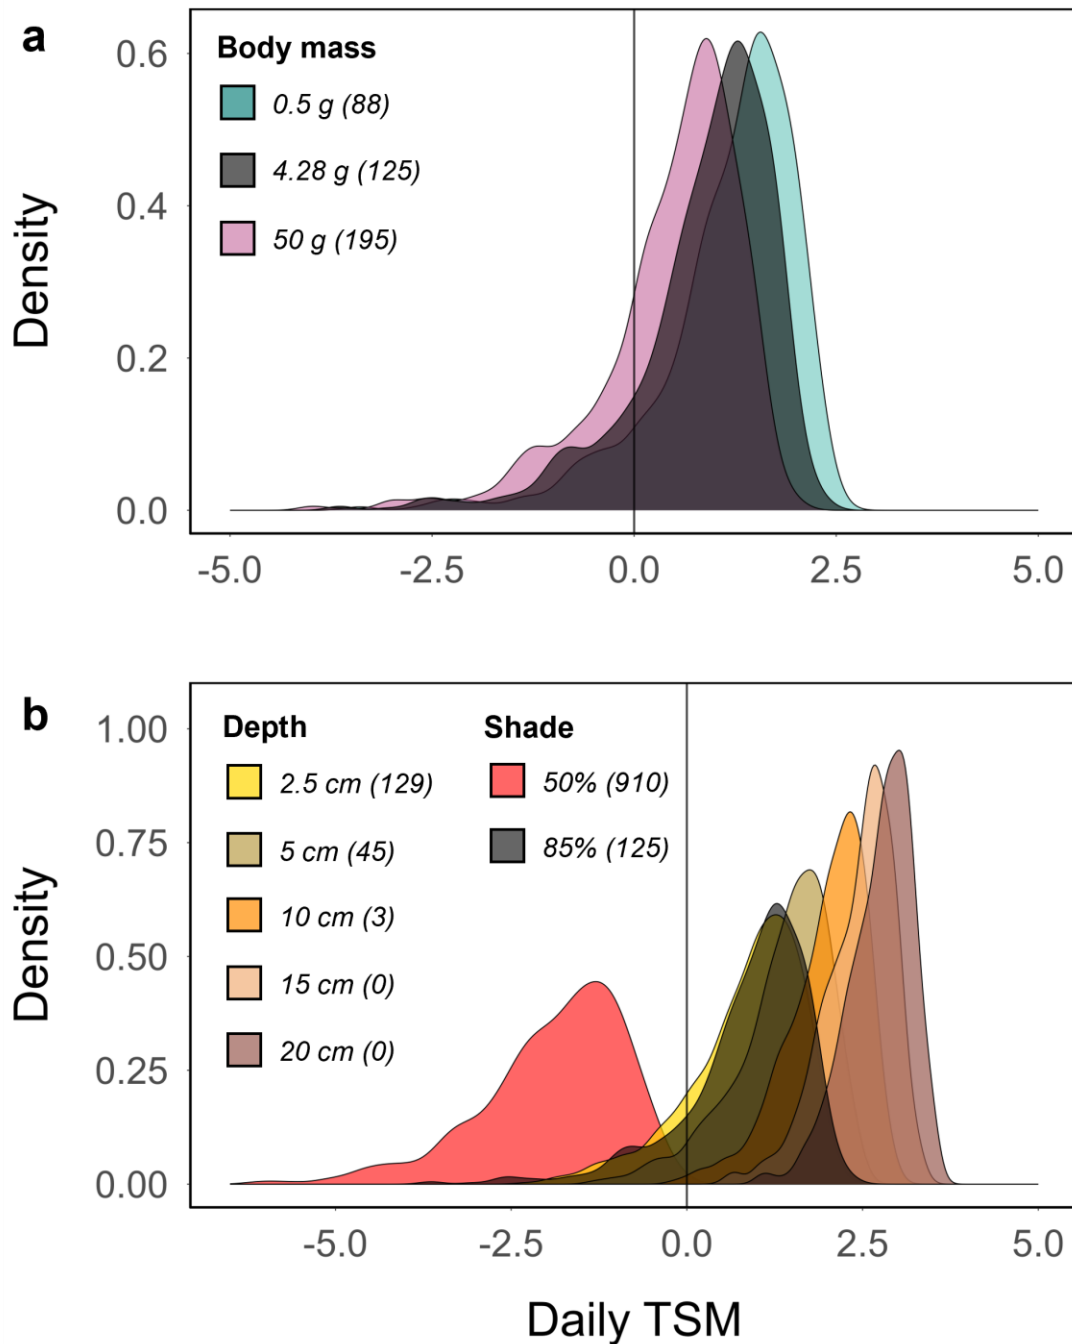 a
Body mass
0.5 g (88)
4.28 g (125)
50 g (195)
Density
0.6
0.4
0.2
0.0
-5.0 -2.5 0.0 2.5 5.0
b
Depth
2.5 cm (129)
5 cm (45)
10 cm (3)
15 cm (0)
20 cm (0)
Shade
50% (910)
85% (125)
Density
1.00
0.75
0.50
0.25
0.00
-5.0 -2.5 0.0 2.5 5.0
Daily TSM